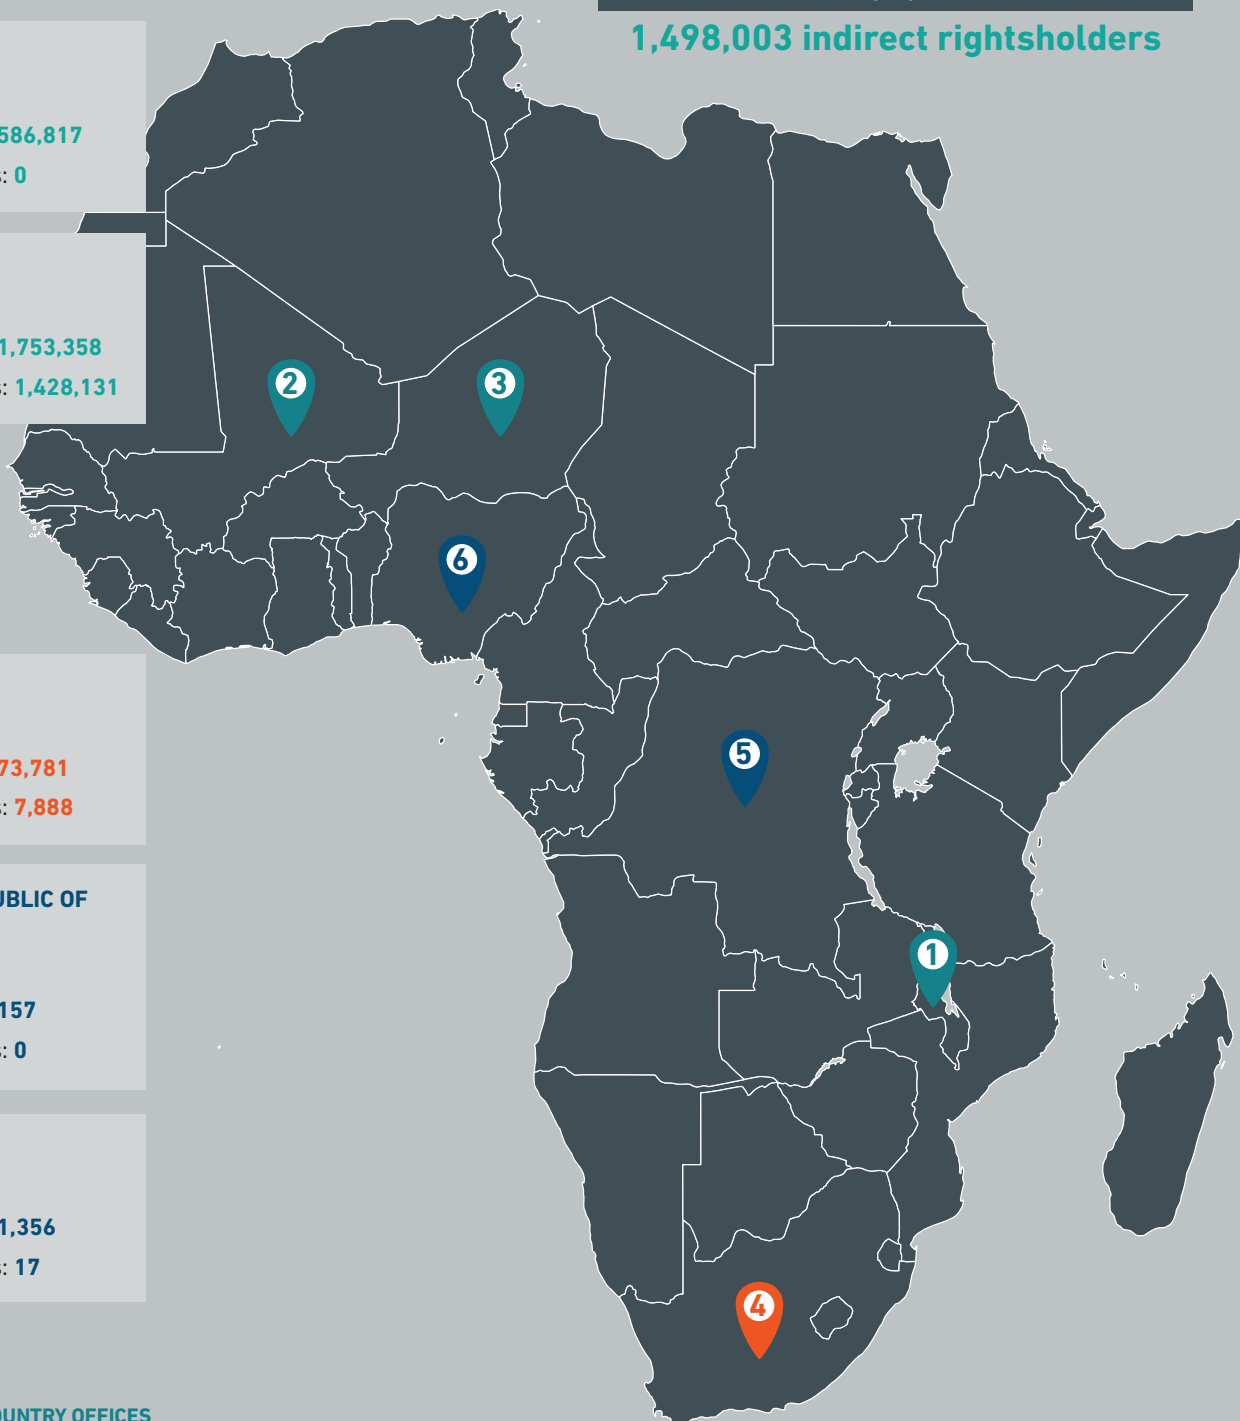 1,498,003 indirect rightsholders
586,817
s: 0
1,753,358
s: 1,428,131
2
3
6
73,781
s: 7,888
5
UBLIC OF
157
s: 0
1
1,356
s: 17
4
OUNTRY OFFICES